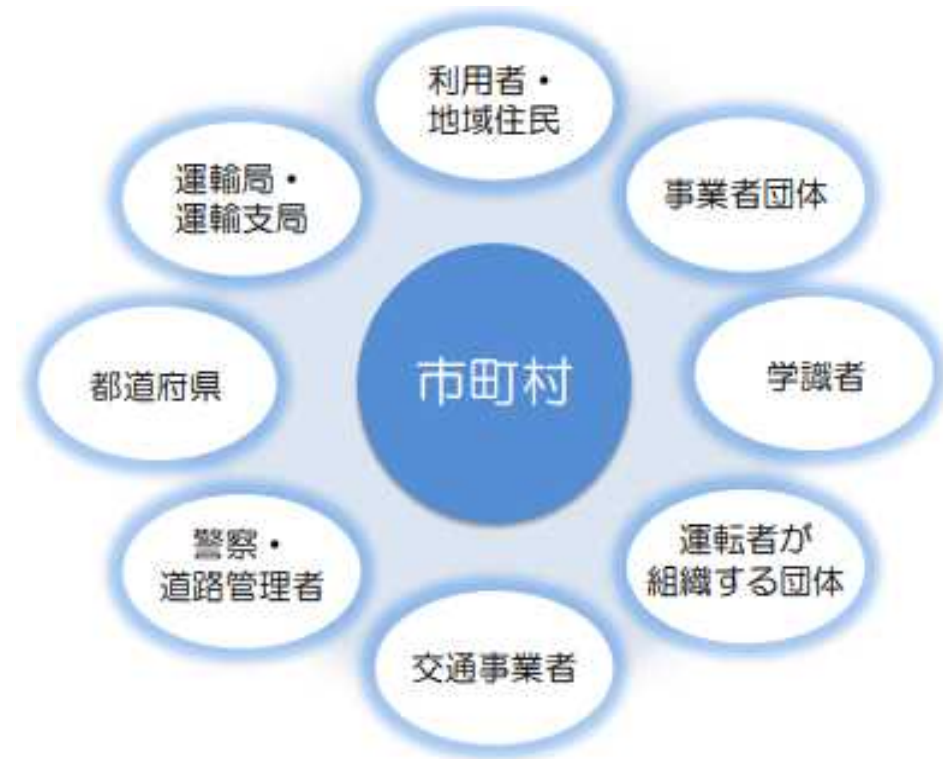 利用者・
地域住民
事業者団体
学識者
運転者が
組織する団体
交通事業者
警察・
道路管理者
都道府県
運輸局・
運輸支局
市町村